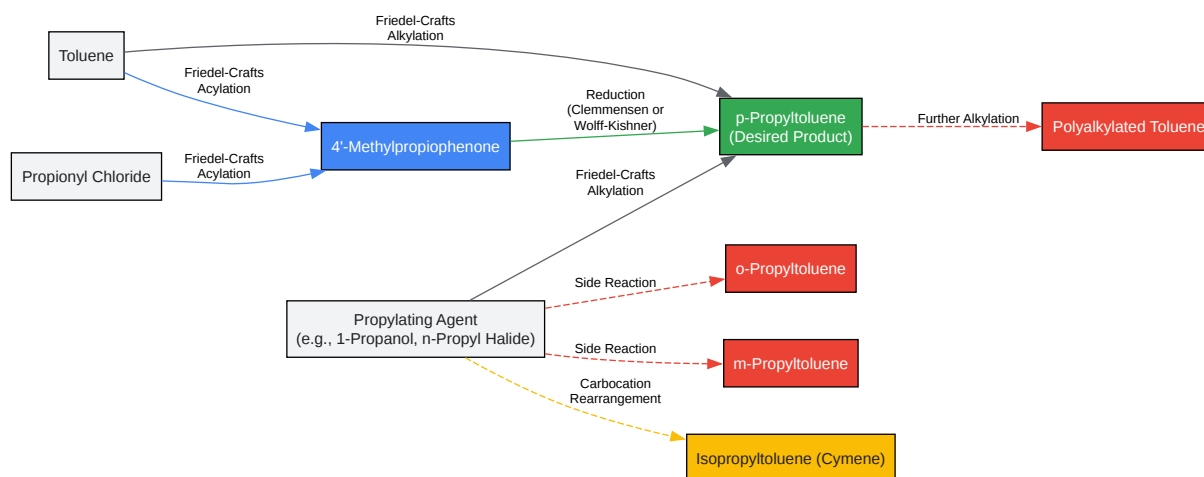 Friedel-Crafts
Alkylation
Toluene
Friedel-Crafts
Acylation
Reduction
(Clemmensen or
Wolff-Kishner)
p-Propyltoluene
(Desired Product)
Further Alkylation
Polyalkylated Toluene
4'-Methylpropiophenone
Propionyl Chloride
Friedel-Crafts
Acylation
Friedel-Crafts
Alkylation
o-Propyltoluene
Side Reaction
Propylating Agent
(e.g., 1-Propanol, n-Propyl Halide)
Side Reaction
m-Propyltoluene
Carbocation
Rearrangement
Isopropyltoluene (Cymene)